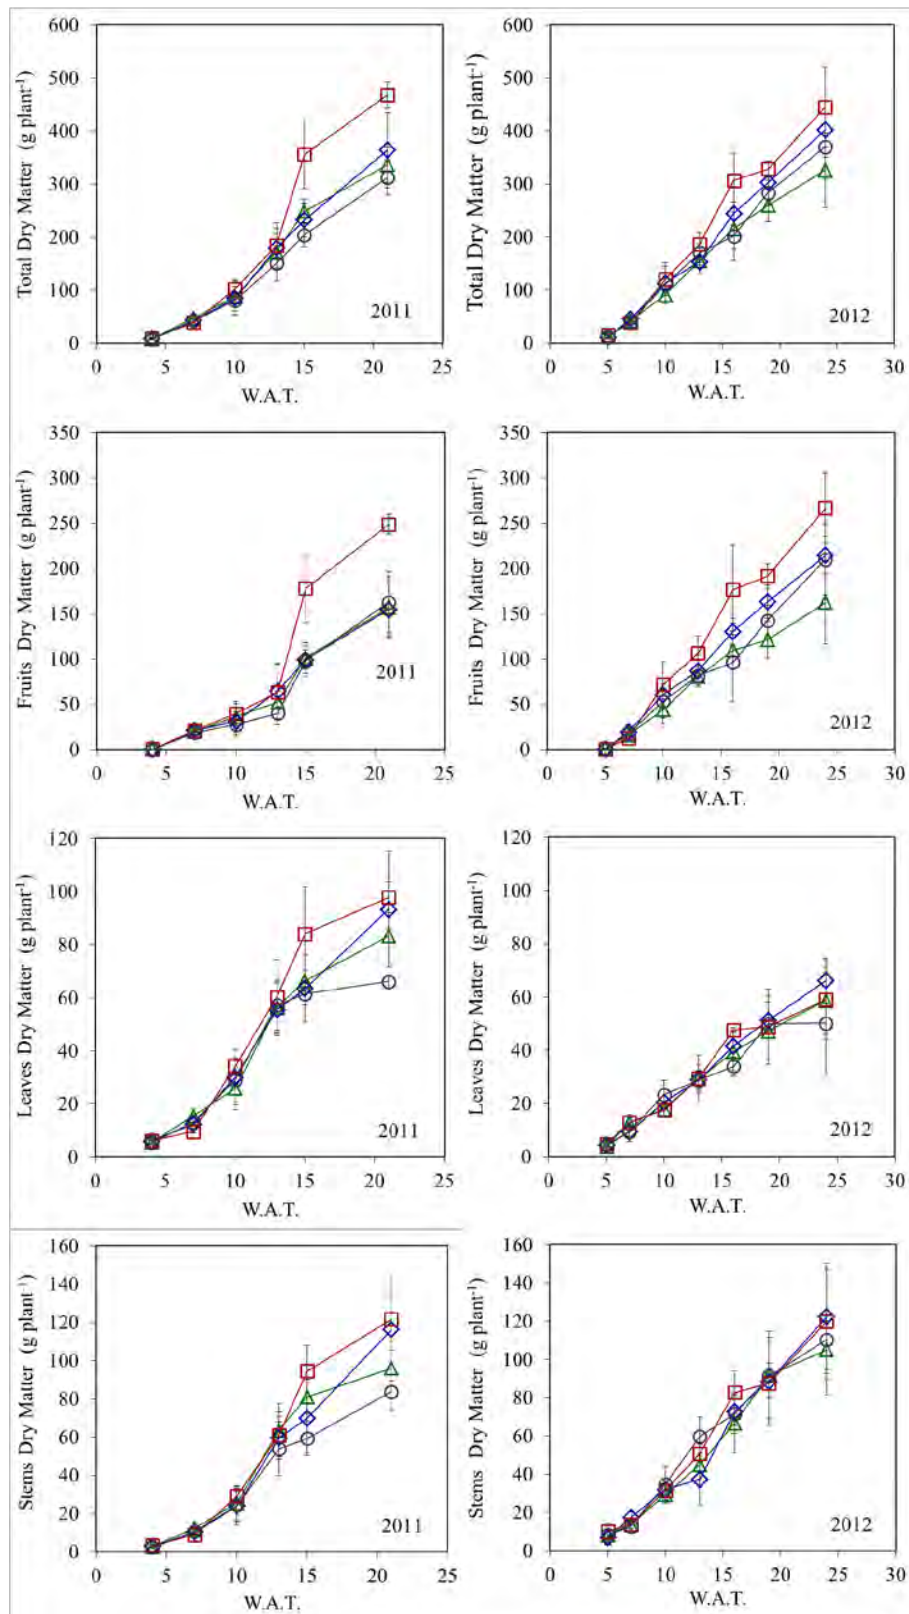 600
500
400
300
200
100
0
0 5 10 15 20 25
Total Dry Matter (g plant⁻¹)
W.A.T.
2011
600
500
400
300
200
100
0
0 5 10 15 20 25 30
Total Dry Matter (g plant⁻¹)
W.A.T.
2012
350
300
250
200
150
100
50
0
0 5 10 15 20 25
Fruits Dry Matter (g plant⁻¹)
W.A.T.
2011
350
300
250
200
150
100
50
0
0 5 10 15 20 25 30
Fruits Dry Matter (g plant⁻¹)
W.A.T.
2012
120
100
80
60
40
20
0
0 5 10 15 20 25
Leaves Dry Matter (g plant⁻¹)
W.A.T.
2011
120
100
80
60
40
20
0
0 5 10 15 20 25 30
Leaves Dry Matter (g plant⁻¹)
W.A.T.
2012
160
140
120
100
80
60
40
20
0
0 5 10 15 20 25
Stems Dry Matter (g plant⁻¹)
W.A.T.
2011
160
140
120
100
80
60
40
20
0
0 5 10 15 20 25 30
Stems Dry Matter (g plant⁻¹)
W.A.T.
2012